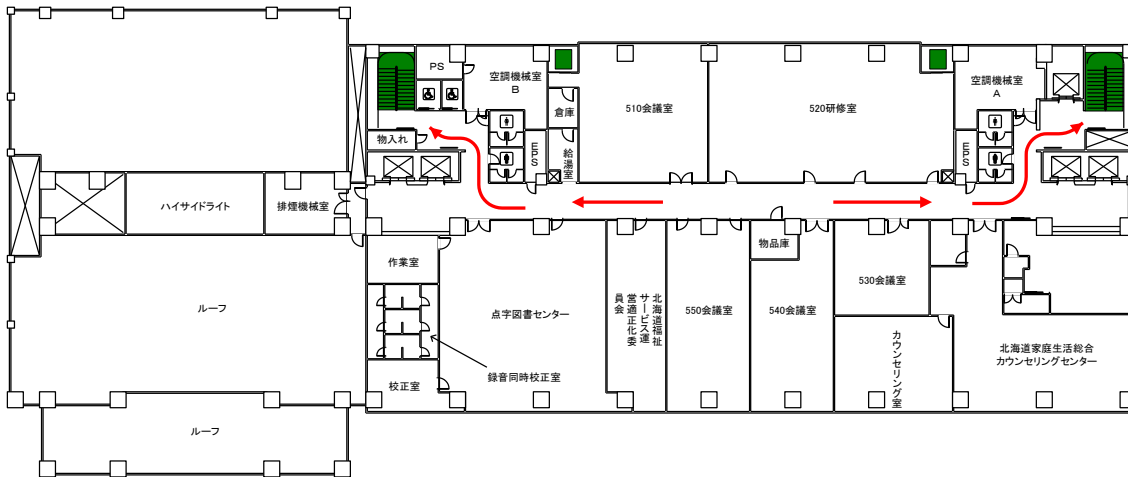 PS
空調機械室
B
倉庫
510会議室
520研修室
空調機械室
A
物入れ
EPS
給湯室
EPS
ハイサイドライト
排煙機械室
作業室
物品庫
530会議室
ルーフ
点字図書センター
北海道福祉
サービス運
営適正化委
員会
550会議室
540会議室
カウンセリング室
北海道家庭生活総合
カウンセリングセンター
録音同時校正室
校正室
ルーフ